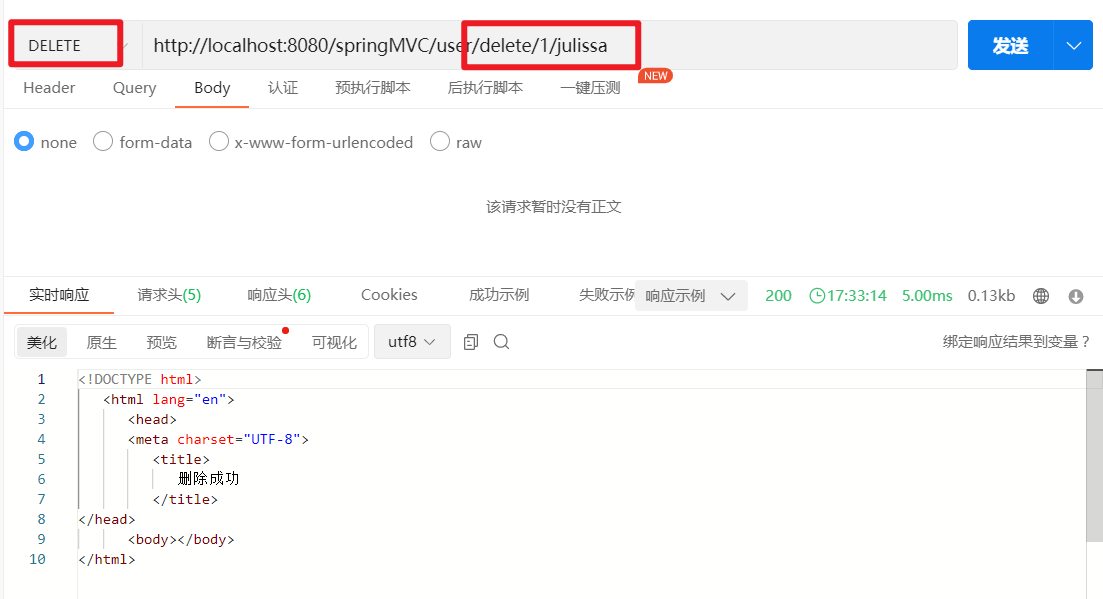 DELETE http://localhost:8080/springMVC/user/delete/1/julissa 发送
NEW
Header Query Body 认证 预执行脚本 后执行脚本 一键压测
none form-data x-www-form-urlencoded raw
该请求暂时没有正文
实时响应 请求头(5) 响应头(6) Cookies 成功示例 失败示例 响应示例 200 17:33:14 5.00ms 0.13kb
美化 原生 预览 断言与校验 可视化 utf8 绑定响应结果到变量？
1 <!DOCTYPE html>
2 <html lang="en">
3 <head>
4 <meta charset="UTF-8">
5 <title>
6 删除成功
7 </title>
8 </head>
9 <body></body>
10 </html>